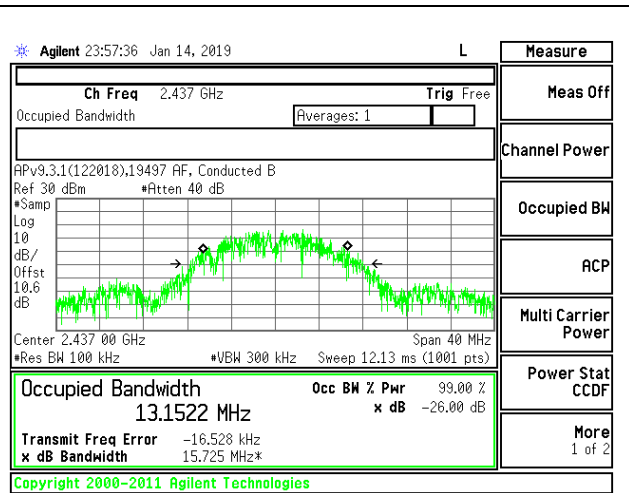 Agilent 23:57:36 Jan 14, 2019 L
Measure
Ch Freq 2.437 GHz Trig Free
Occupied Bandwidth Averages: 1
APv9.3.1(122018),19497 AF, Conducted B
Ref 30 dBm #Atten 40 dB
#Samp
Log
10
dB/
Offst
10.6
dB
Center 2.437 00 GHz Span 40 MHz
#Res BW 100 kHz #VBW 300 kHz Sweep 12.13 ms (1001 pts)
Occupied Bandwidth Occ BW % Pwr 99.00 %
13.1522 MHz x dB -26.00 dB
Transmit Freq Error -16.528 kHz
x dB Bandwidth 15.725 MHz*
Copyright 2000-2011 Agilent Technologies
Meas Off
Channel Power
Occupied BW
ACP
Multi Carrier
Power
Power Stat
CCDF
More
1 of 2